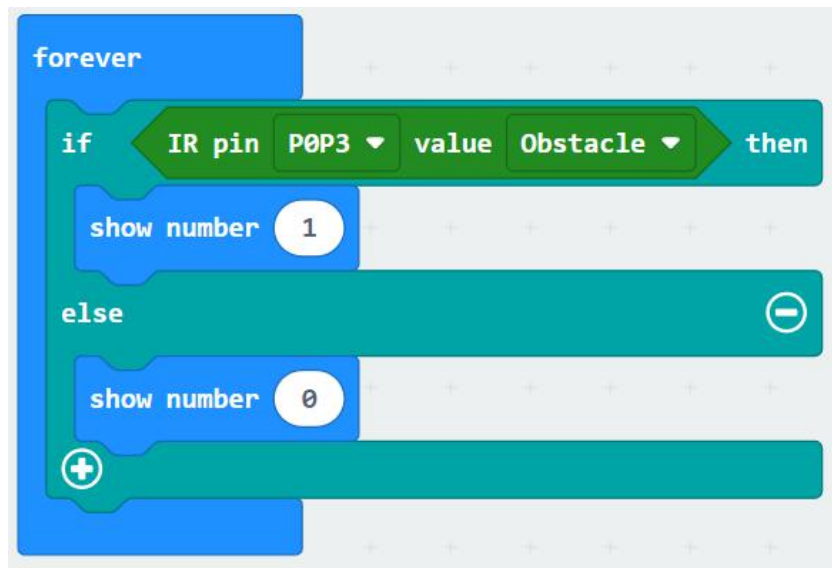 forever
if IR pin P0P3 value Obstacle then
show number 1
else
show number 0